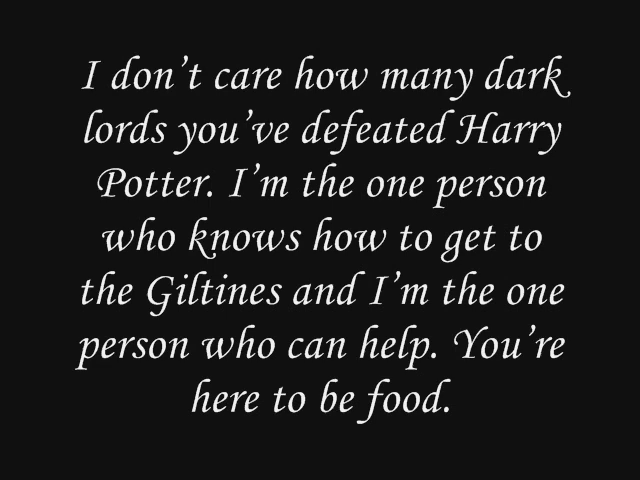 I don't care how many dark
lords you've defeated Harry
Potter. I'm the one person
who knows how to get to
the Giltines and I'm the one
person who can help. You're
here to be food.